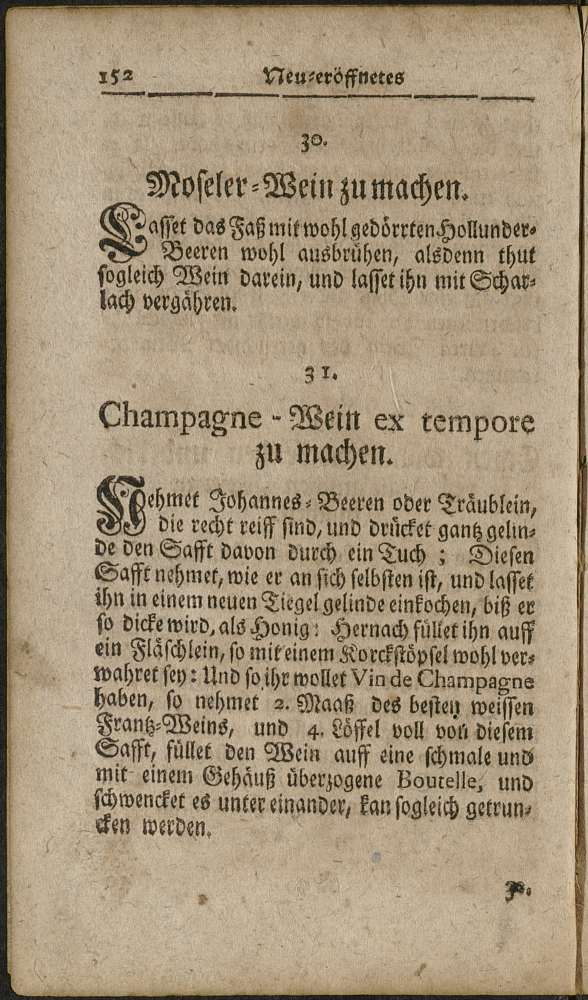 152 Neu-eröffnetes
30.
Moseler-Wein zu machen.
Lasset das Faß mit wohl gedörrten Hollunder-
Beeren wohl ausbrühen, alsdenn thut
sogleich Wein darein, und lasset ihn mit Schar-
lach vergähren.
31.
Champagne - Wein ex tempore
zu machen.
Nehmet Johannes-Beeren oder Träublein,
die recht reiff sind, und drücket gantz gelin-
de den Safft davon durch ein Tuch; Diesen
Safft nehmet, wie er an sich selbsten ist, und lasset
ihn in einem neuen Tiegel gelinde einkochen, biß er
so dicke wird, als Honig: Hernach füllet ihn auff
ein Fläschlein, so mit einem Korckstöpsel wohl ver-
wahret sey: Und so ihr wollet Vin de Champagne
haben, so nehmet 2. Maaß des besten weissen
Frantz-Weins, und 4. Löffel voll von diesem
Safft, füllet den Wein auff eine schmale und
mit einem Gehäuß überzogene Boutelle, und
schwencket es unter einander, kan sogleich getrun-
cken werden.